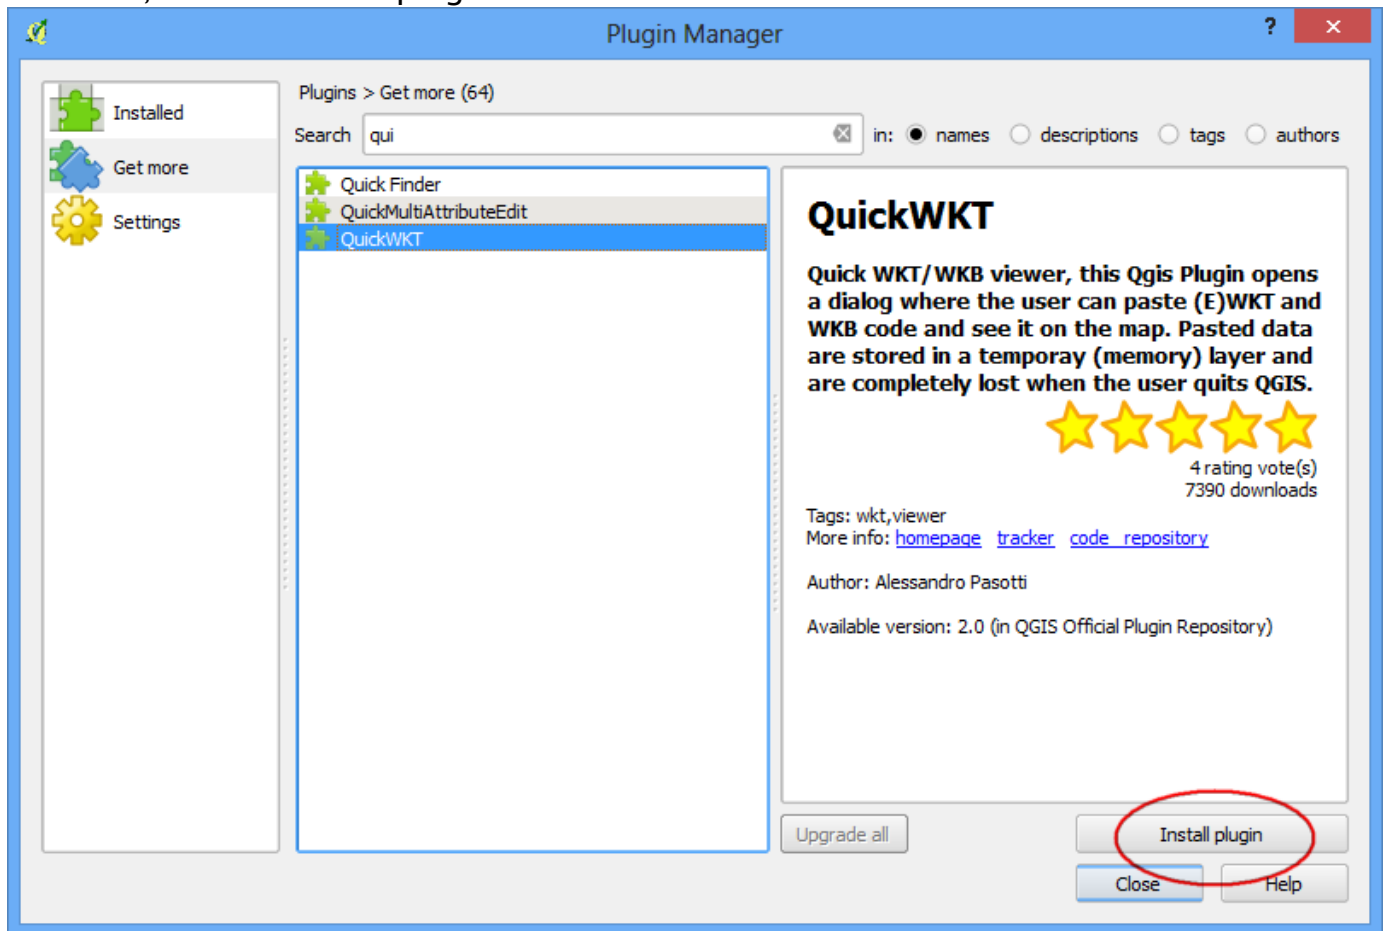 Plugin Manager
?
Installed
Get more
Settings
Plugins > Get more (64)
Search qui in: names descriptions tags authors
Quick Finder
QuickMultiAttributeEdit
QuickWKT
QuickWKT
Quick WKT/WKB viewer, this Qgis Plugin opens
a dialog where the user can paste (E)WKT and
WKB code and see it on the map. Pasted data
are stored in a temporay (memory) layer and
are completely lost when the user quits QGIS.
4 rating vote(s)
7390 downloads
Tags: wkt,viewer
More info: homepage tracker code repository
Author: Alessandro Pasotti
Available version: 2.0 (in QGIS Official Plugin Repository)
Upgrade all Install plugin
Close Help